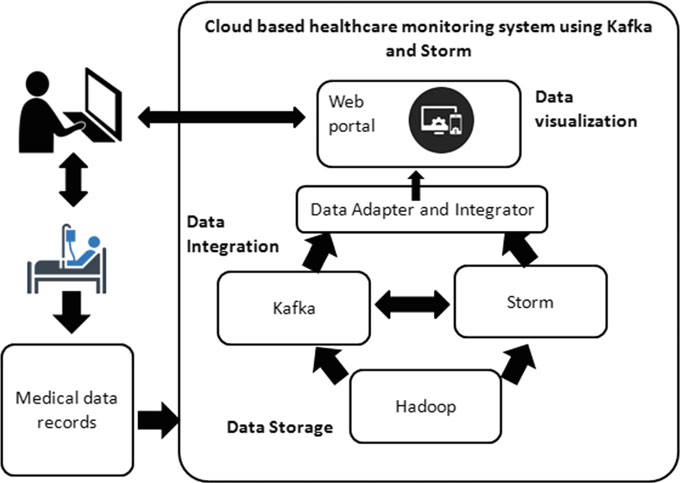 Cloud based healthcare monitoring system using Kafka
and Storm
Web
portal
Data
visualization
Data Adapter and Integrator
Data
Integration
Kafka
Storm
Medical data
records
Hadoop
Data Storage